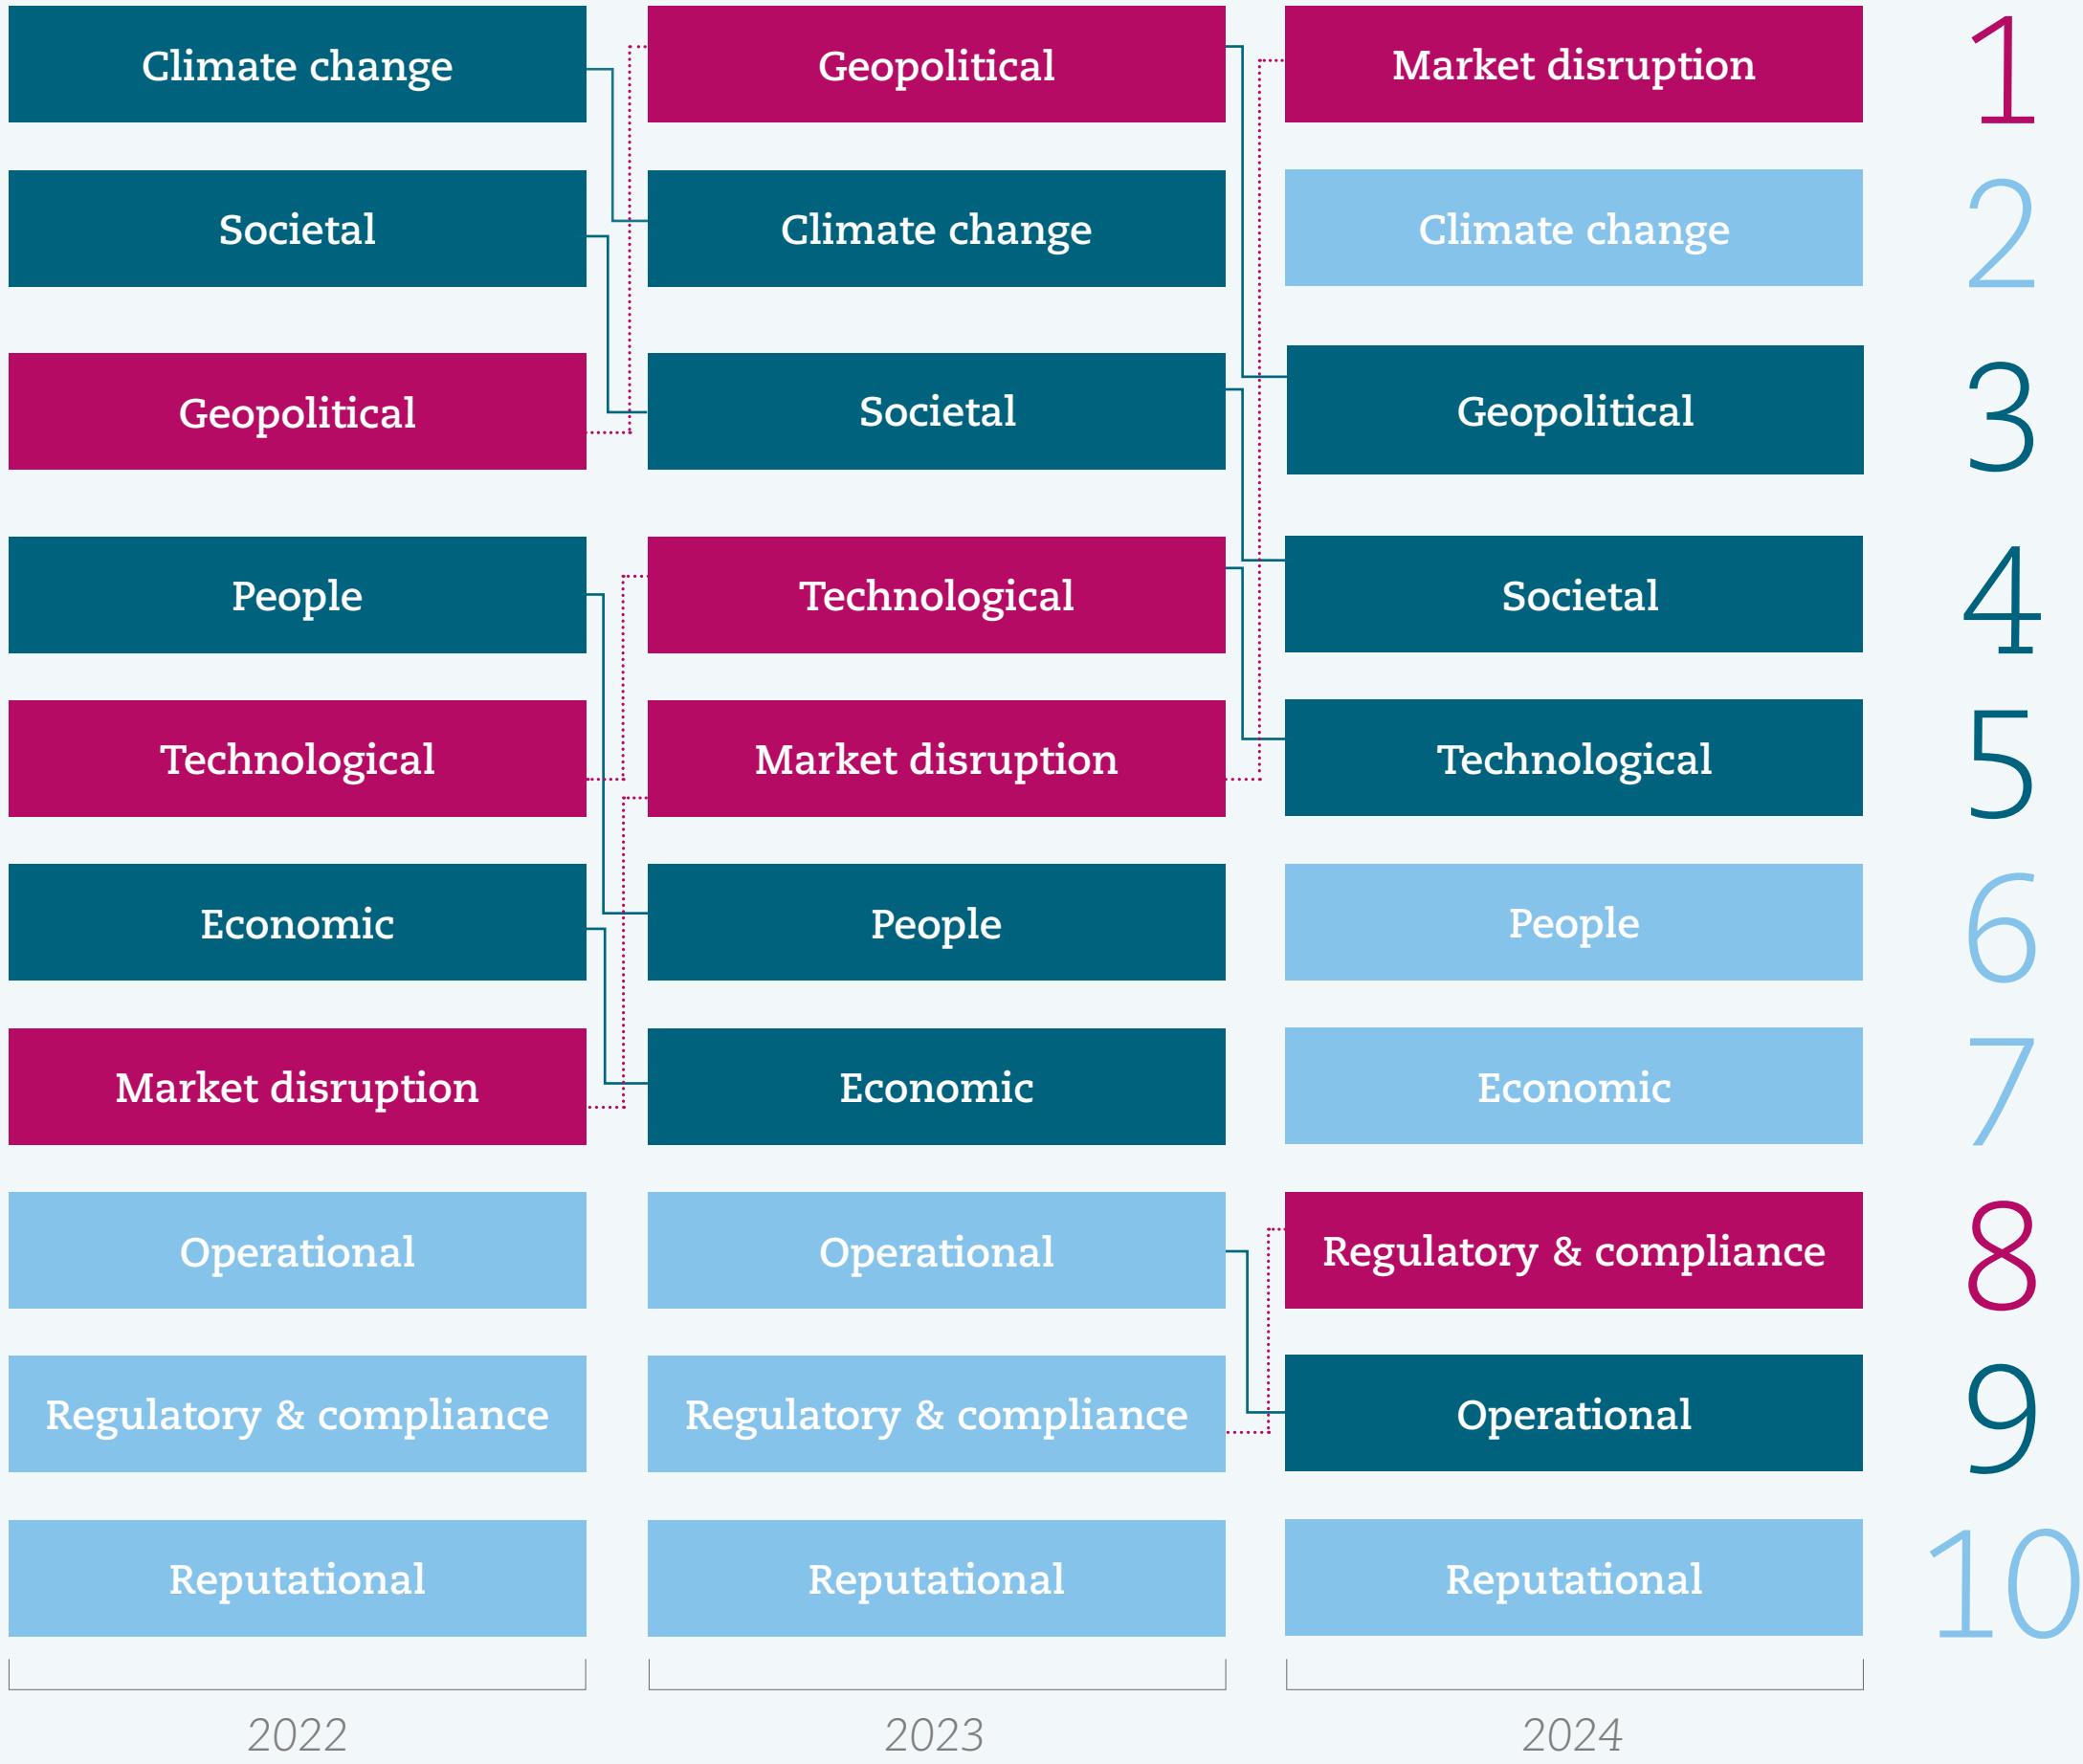 Climate change
Geopolitical
Market disruption
1
Societal
Climate change
Climate change
2
Geopolitical
Societal
Geopolitical
3
People
Technological
Societal
4
Technological
Market disruption
Technological
5
Economic
People
People
6
Market disruption
Economic
Economic
7
Operational
Operational
Regulatory & compliance
8
Regulatory & compliance
Regulatory & compliance
Operational
9
Reputational
Reputational
Reputational
10
2022
2023
2024